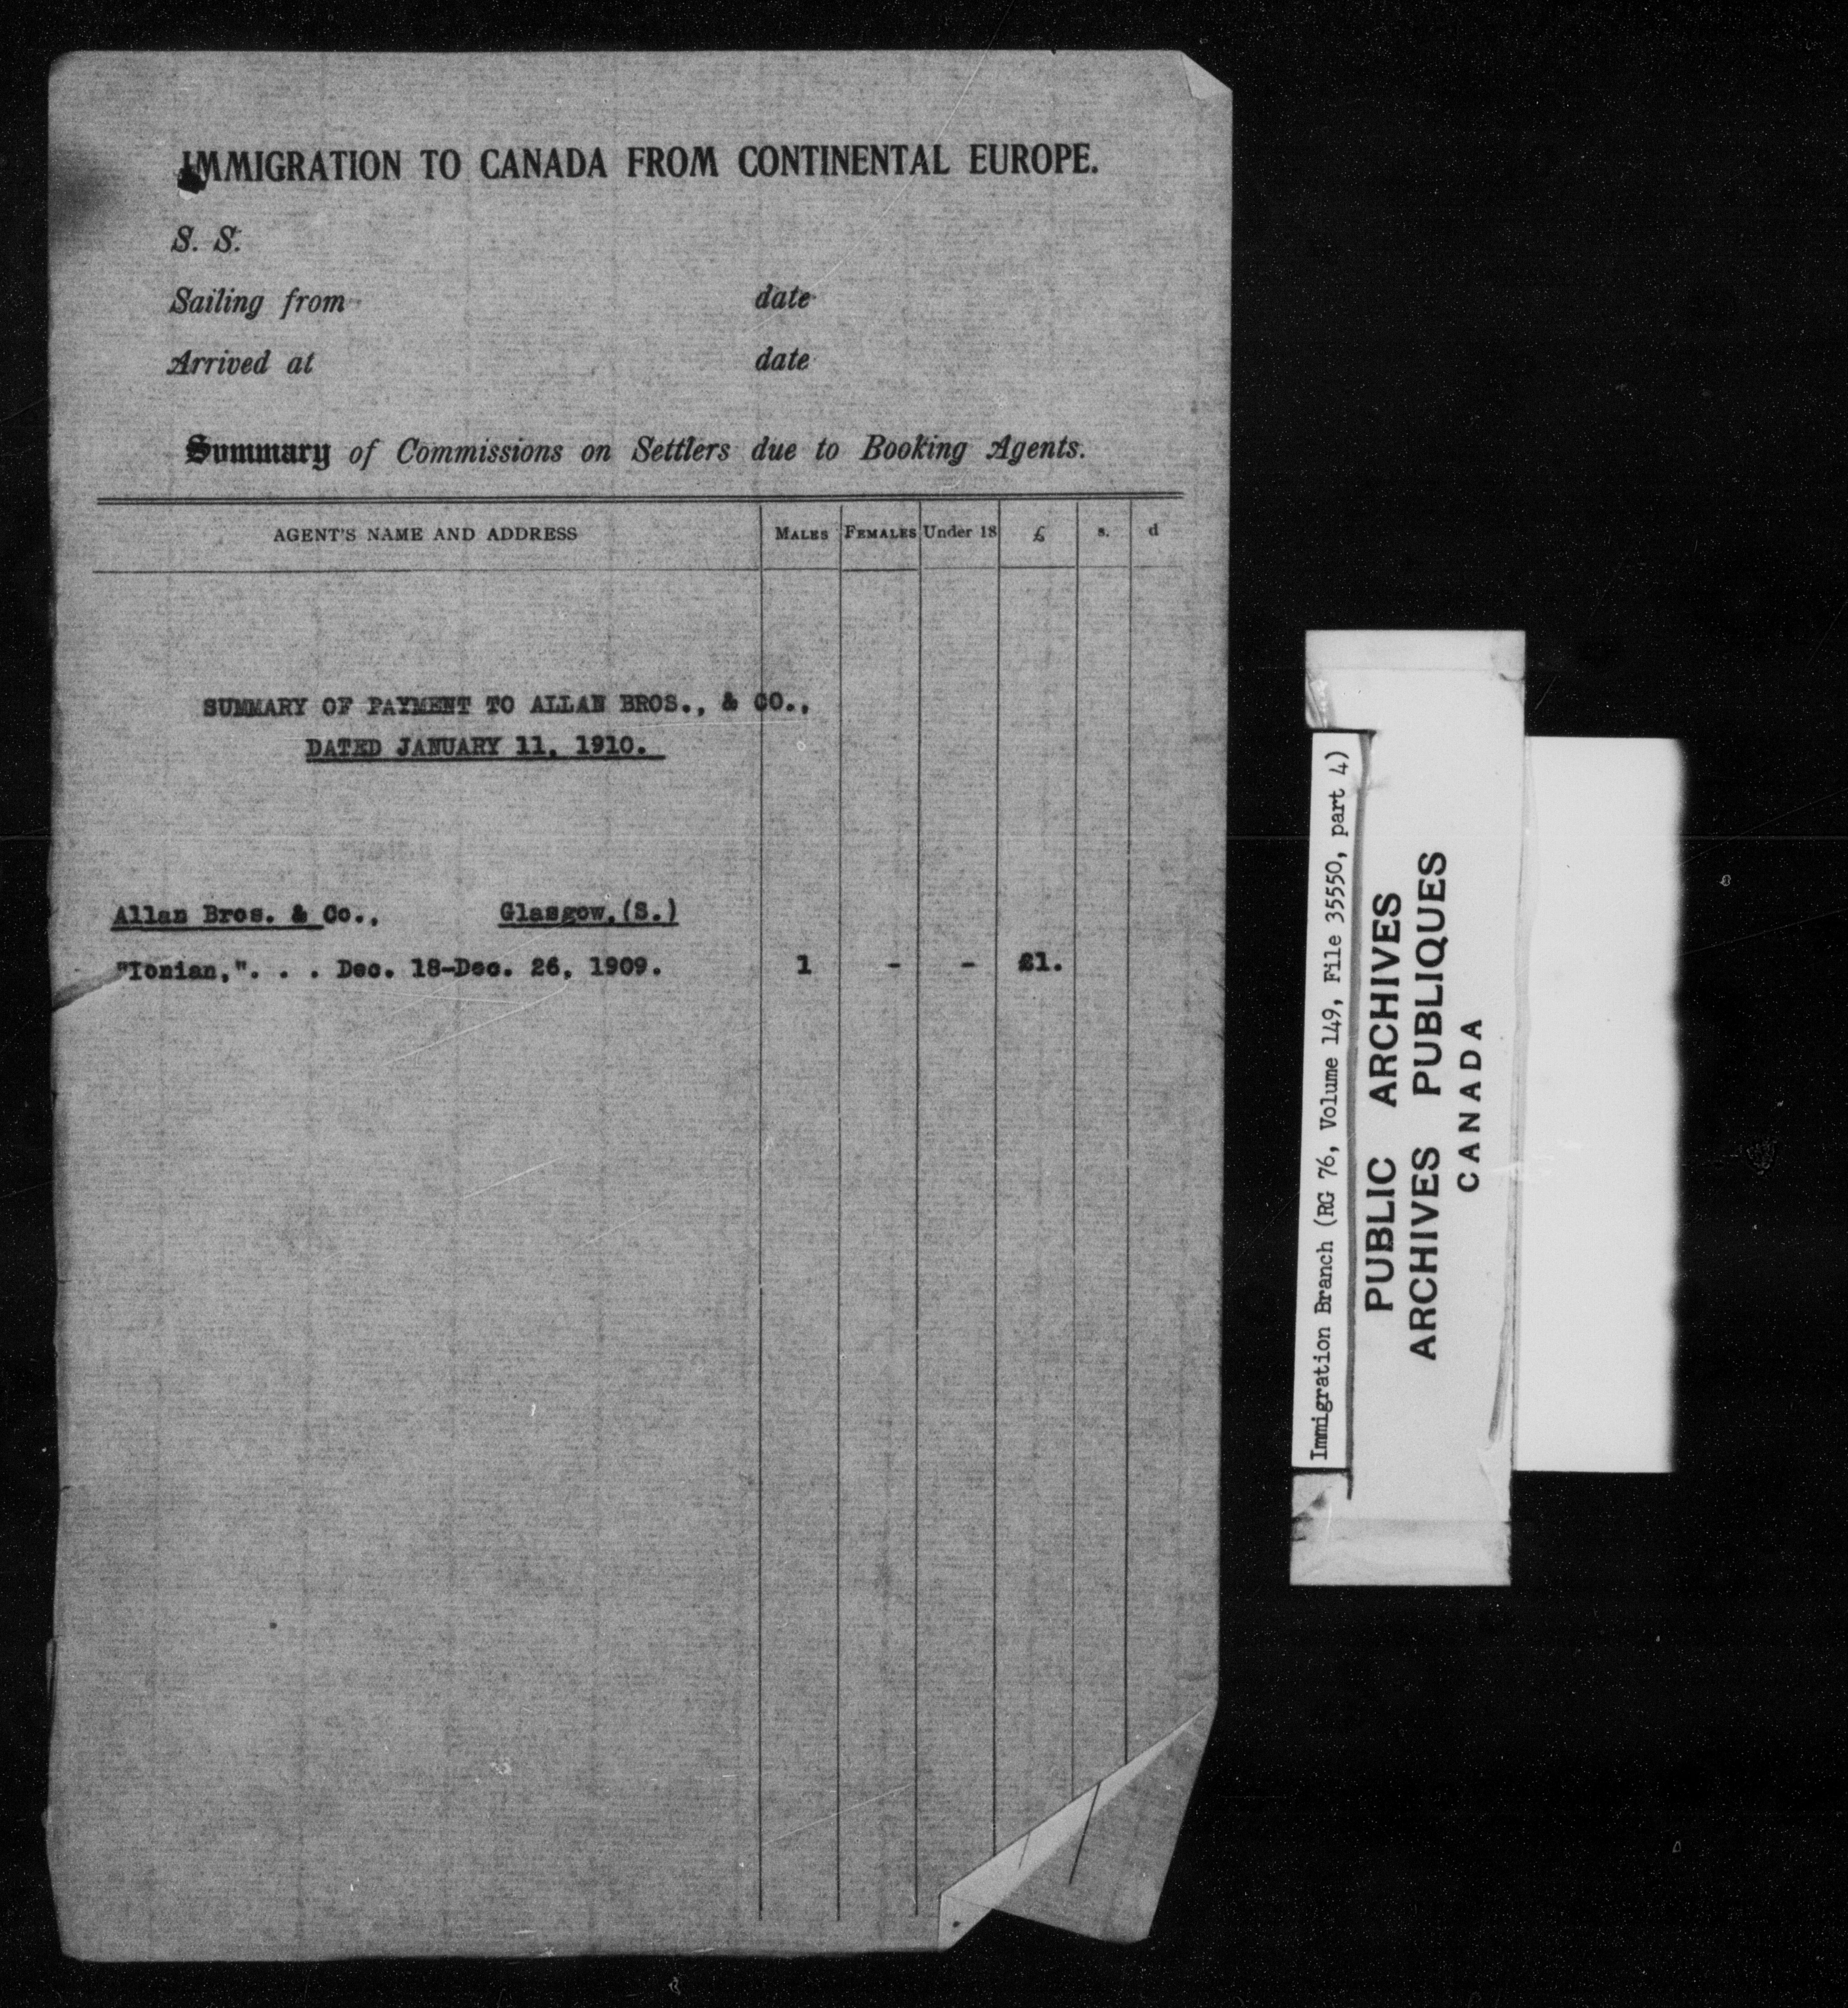 IMMIGRATION TO CANADA FROM CONTINENTAL EUROPE.
S. S.
Sailing from date
Arrived at date
Summary of Commissions on Settlers due to Booking Agents.
AGENT'S NAME AND ADDRESS MALES FEMALES Under 18 £ s. d
SUMMARY OF PAYMENT TO ALLAN BROS., & CO.,
DATED JANUARY 11, 1910.
Allan Bros. & Co., Glasgow,(S.)
"Ionian,". . . Dec. 18-Dec. 26, 1909. 1 - - £1.
Immigration Branch (RG 76, Volume 149, File 35550, part 4)
PUBLIC ARCHIVES
ARCHIVES PUBLIQUES
CANADA